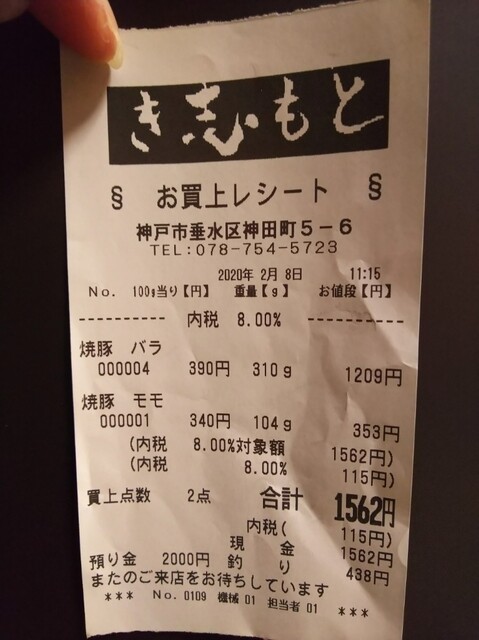 き志もと
§ お買上レシート §
神戸市垂水区神田町5-6
TEL:078-754-5723
2020年 2月 8日 11:15
No. 100g当り【円】 重量【g】 お値段【円】
---------- 内税 8.00% ----------
焼豚 バラ
000004 390円 310g 1209円
焼豚 モモ
000001 340円 104g 353円
(内税 8.00%対象額 1562円)
(内税 8.00% 115円)
買上点数 2点 合計 1562円
内税( 115円)
現 金 1562円
預り金 2000円 釣 り 438円
またのご来店をお待ちしています
*** No. 0109 機械 01 担当者 01 ***